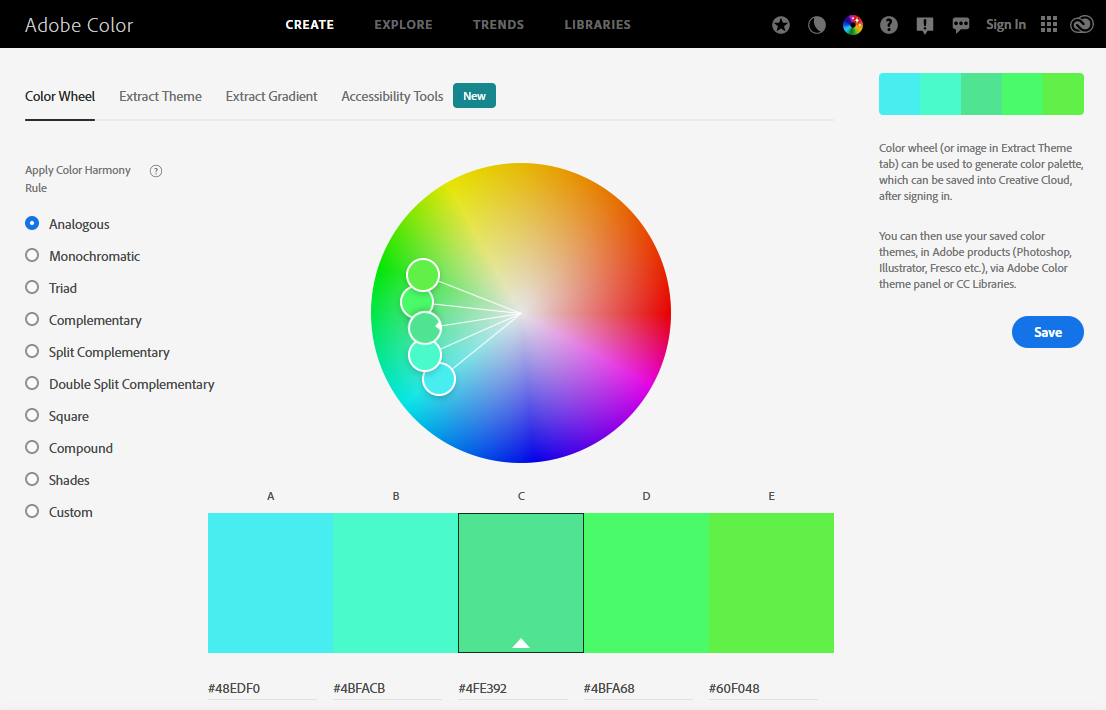 Adobe Color
CREATE
EXPLORE
TRENDS
LIBRARIES
Sign In
Color Wheel
Extract Theme
Extract Gradient
Accessibility Tools
New
Apply Color Harmony
Rule
Analogous
Monochromatic
Triad
Complementary
Split Complementary
Double Split Complementary
Square
Compound
Shades
Custom
Color wheel (or image in Extract Theme
tab) can be used to generate color palette,
which can be saved into Creative Cloud,
after signing in.
You can then use your saved color
themes, in Adobe products (Photoshop,
Illustrator, Fresco etc.), via Adobe Color
theme panel or CC Libraries.
Save
A
B
C
D
E
#48EDF0
#4BFACB
#4FE392
#4BFA68
#60F048